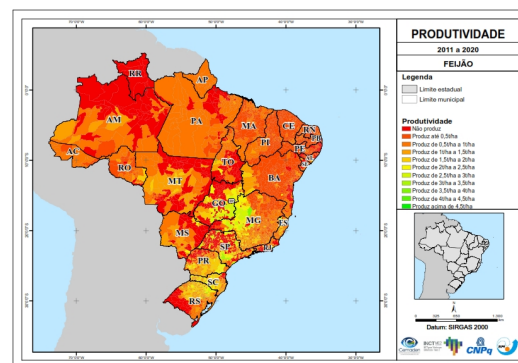 PRODUTIVIDADE
2011 a 2020
FEIJÃO
Legenda
Limite estadual
Limite municipal
Produtividade
Não produz
Produz até 0,5t/ha
Produz de 0,5t/ha a 1t/ha
Produz de 1t/ha a 1,5t/ha
Produz de 1,5t/ha a 2t/ha
Produz de 2t/ha a 2,5t/ha
Produz de 2,5t/ha a 3t/ha
Produz de 3t/ha a 3,5t/ha
Produz de 3,5t/ha a 4t/ha
Produz de 4t/ha a 4,5t/ha
Produz acima de 4,5t/ha
RR
AP
AM
PA
MA
CE
RN
PB
PI
PE
AC
RO
TO
MT
BA
GO
MG
ES
MS
SP
RJ
PR
SC
RS
Datum: SIRGAS 2000
Cemaden
INCT
CNPq